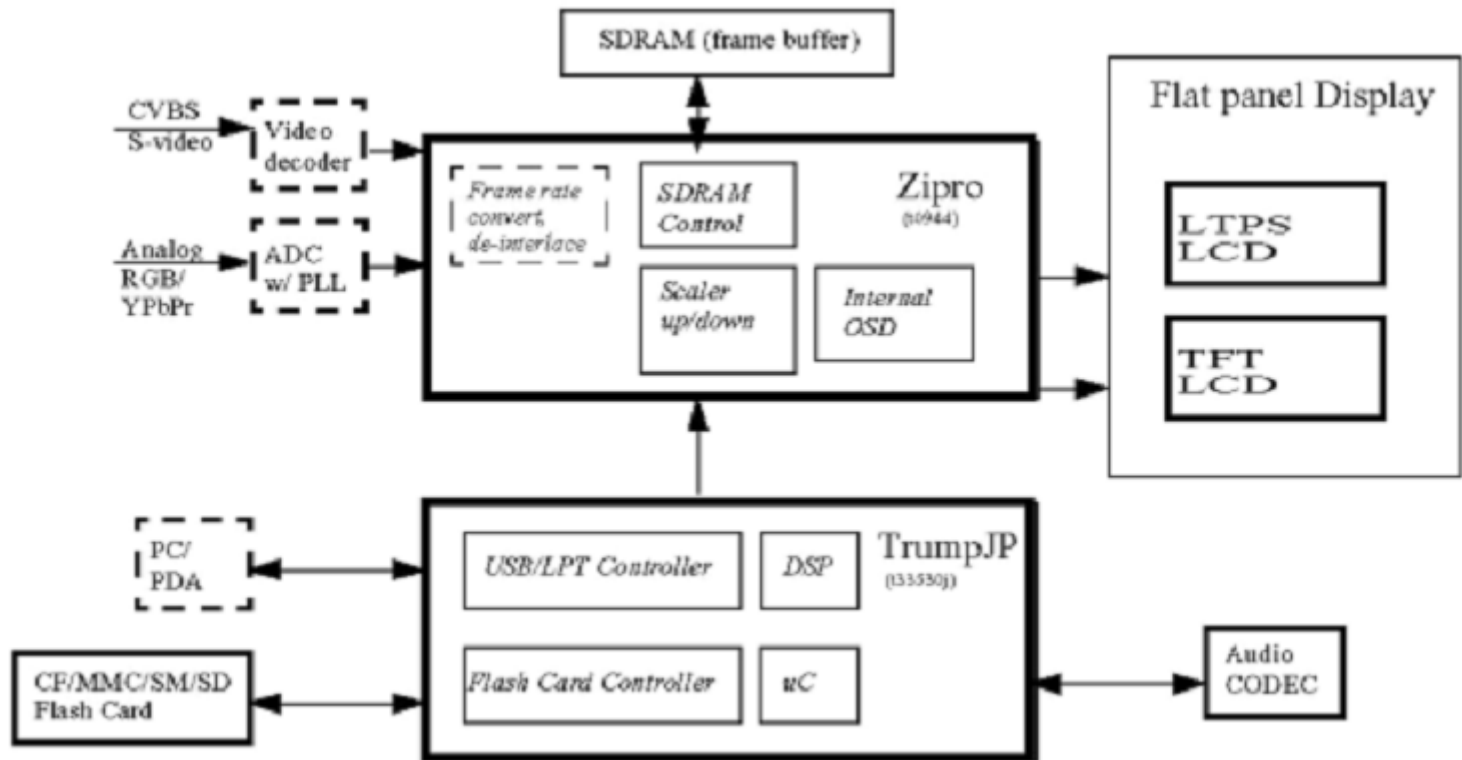 SDRAM (frame buffer)
CVBS
S-video
Video
decoder
Analog
RGB/
YPbPr
ADC
w/ PLL
Frame rate
convert,
de-interlace
SDRAM
Control
Zipro
(t6944)
Scaler
up/down
Internal
OSD
Flat panel Display
LTPS
LCD
TFT
LCD
PC/
PDA
CF/MMC/SM/SD
Flash Card
USB/LPT Controller
DSP
TrumpJP
(t33530j)
Flash Card Controller
uC
Audio
CODEC